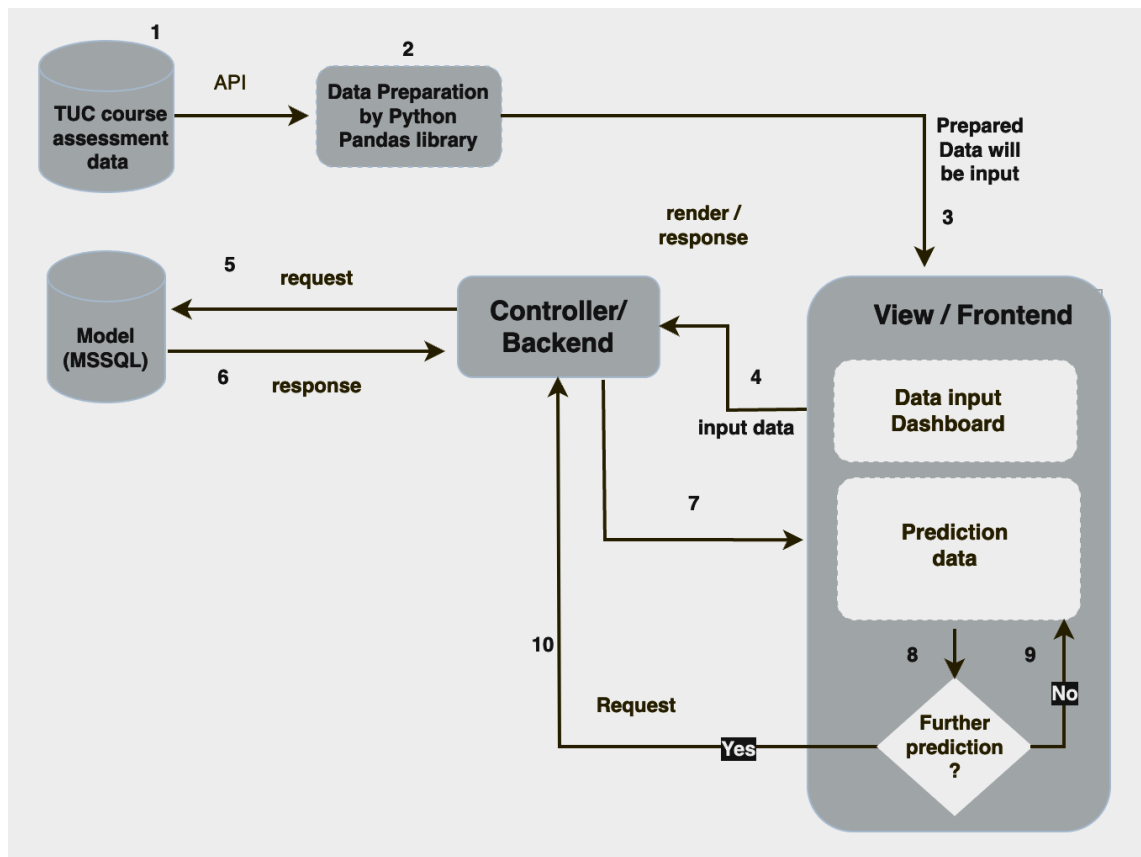 1
TUC course
assessment
data
API
2
Data Preparation
by Python
Pandas library
Prepared
Data will
be input
3
render /
response
5
request
Model
(MSSQL)
6
response
Controller/
Backend
4
input data
View / Frontend
Data input
Dashboard
7
Prediction
data
10
8
9
No
Request
Yes
Further
prediction
?